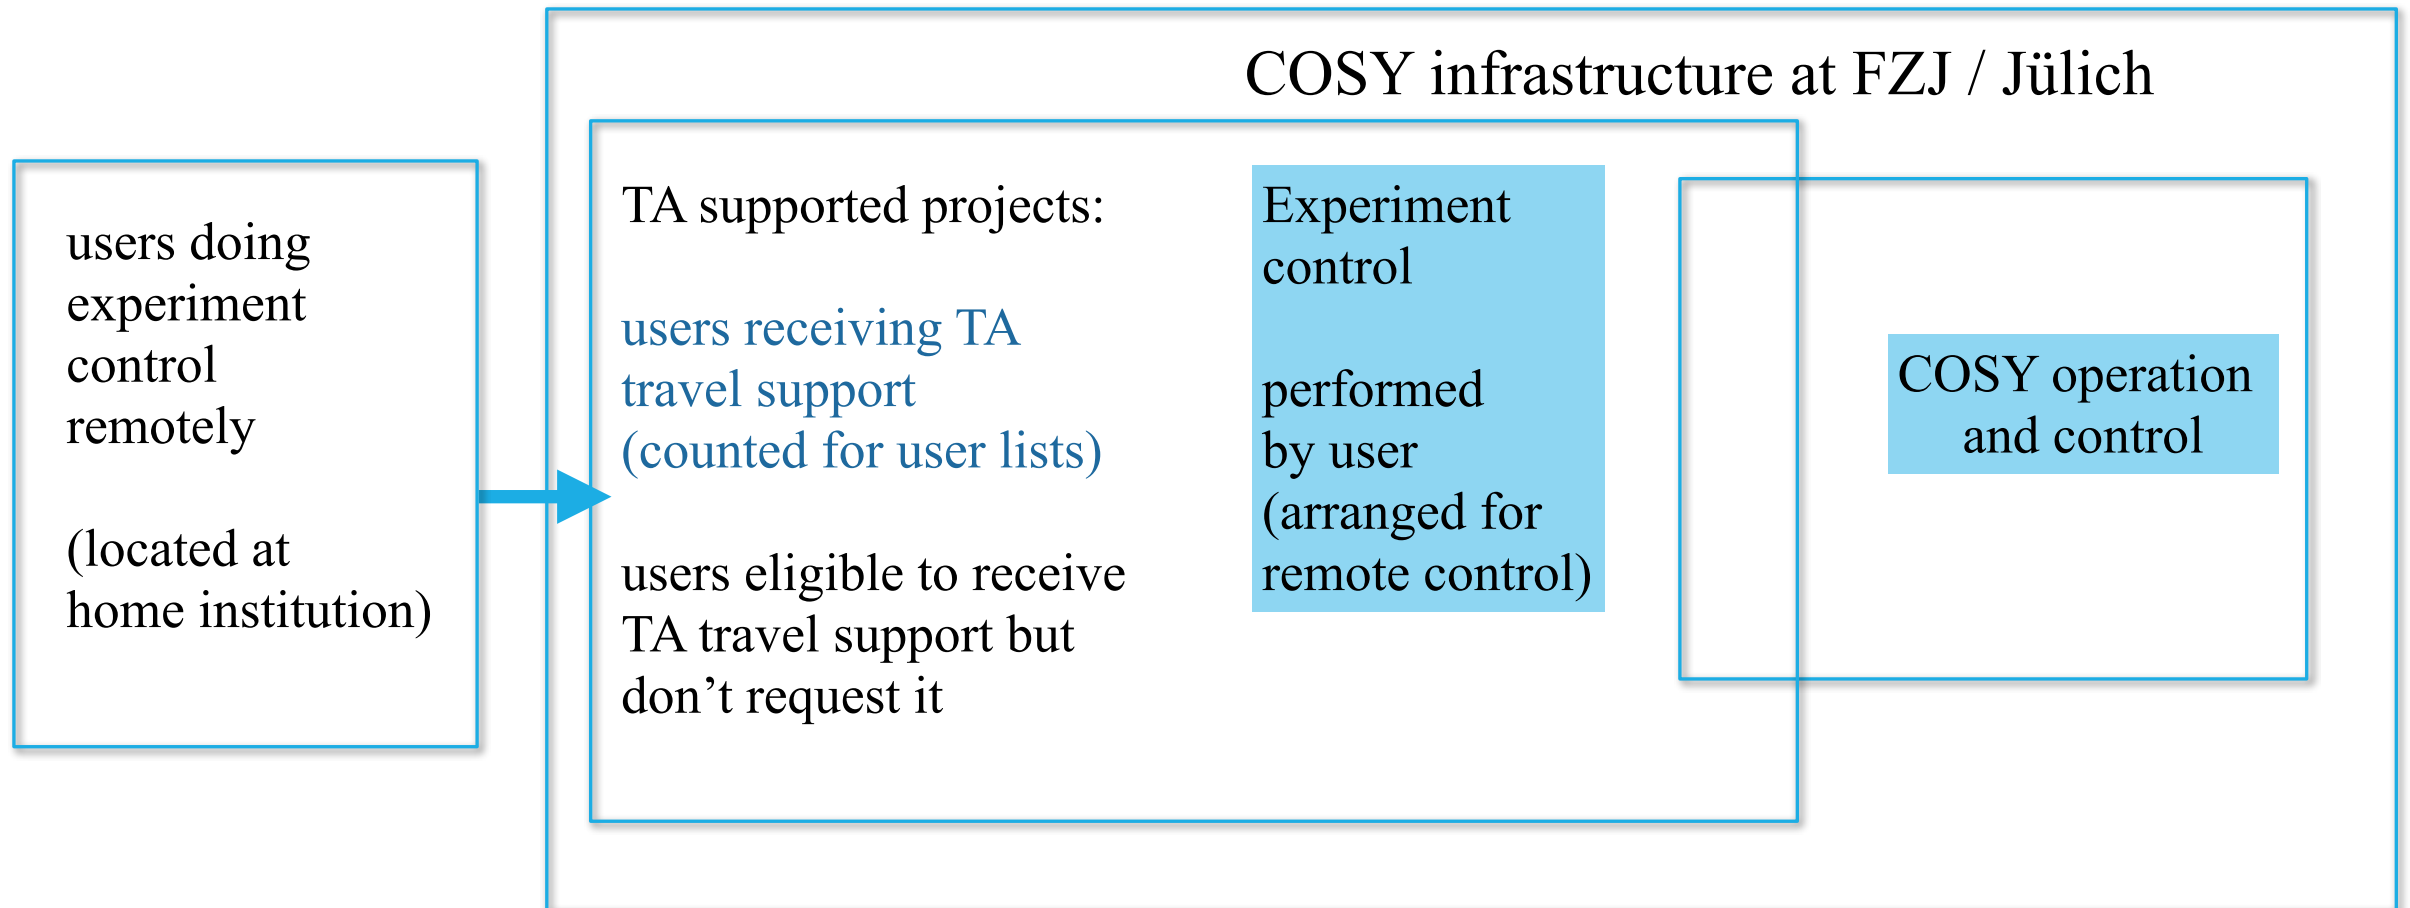 COSY infrastructure at FZJ / Jülich
users doing
experiment
control
remotely
(located at
home institution)
TA supported projects:
users receiving TA
travel support
(counted for user lists)
users eligible to receive
TA travel support but
don’t request it
Experiment
control
performed
by user
(arranged for
remote control)
COSY operation
and control